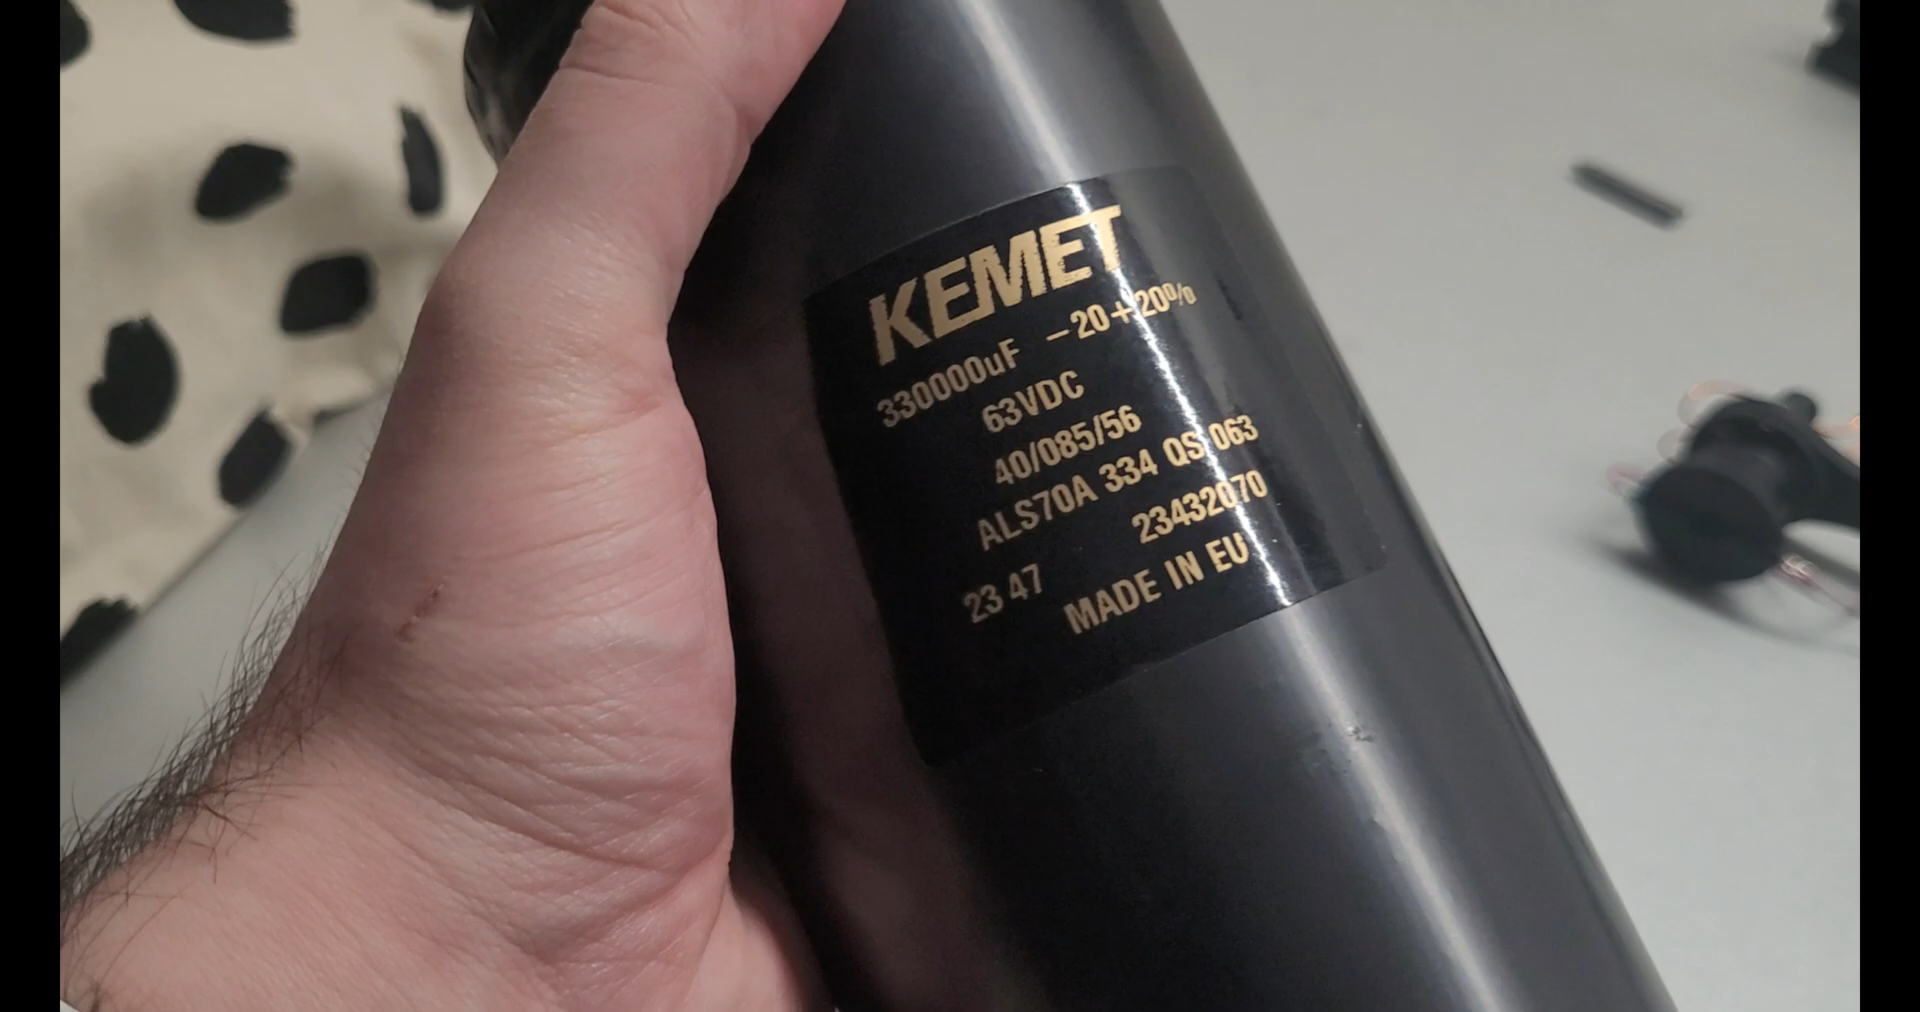 KEMET
330000uF -20+20%
63VDC
40/085/56
ALS70A 334 QS 063
23432070
23 47
MADE IN EU